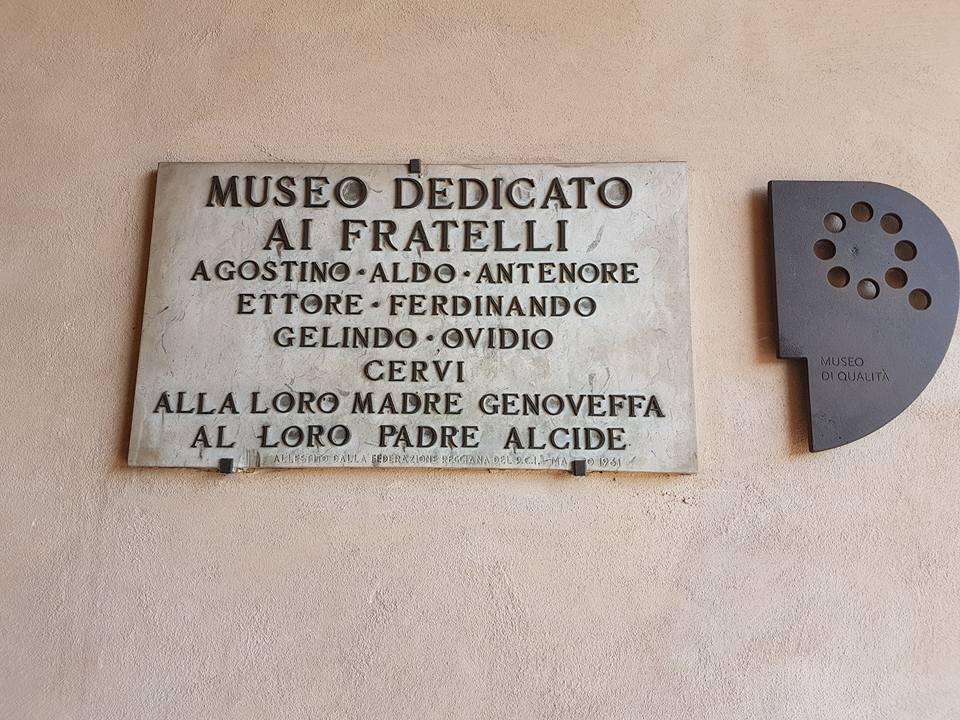 MUSEO DEDICATO
AI FRATELLI
AGOSTINO · ALDO · ANTENORE
ETTORE · FERDINANDO
GELINDO · OVIDIO
CERVI
ALLA LORO MADRE GENOVEFFA
AL LORO PADRE ALCIDE
ALLESTITO DALLA FEDERAZIONE REGGIANA DEL P.C.I.
MUSEO
DI QUALITÀ